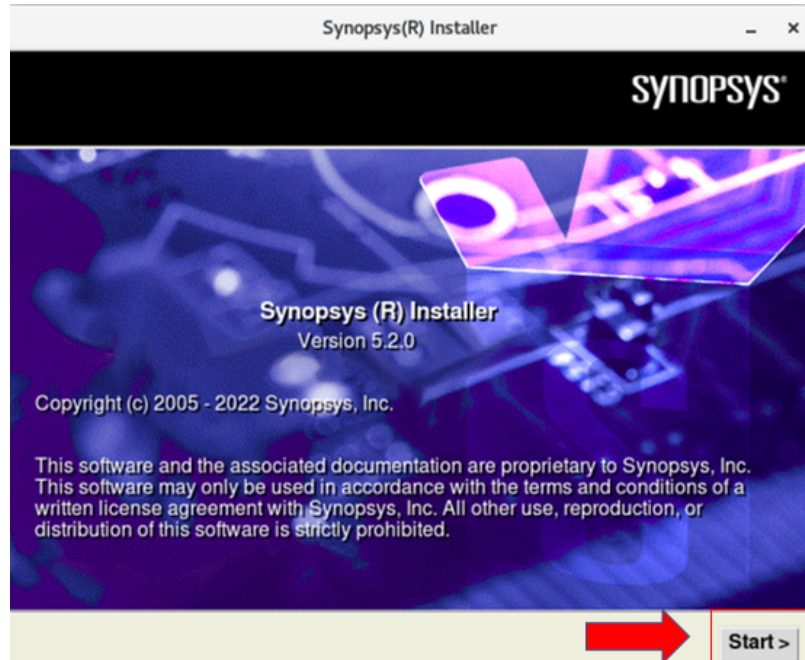 Synopsys(R) Installer
SYNOPSYS®
Synopsys (R) Installer
Version 5.2.0
Copyright (c) 2005 - 2022 Synopsys, Inc.
This software and the associated documentation are proprietary to Synopsys, Inc.
This software may only be used in accordance with the terms and conditions of a
written license agreement with Synopsys, Inc. All other use, reproduction, or
distribution of this software is strictly prohibited.
Start >